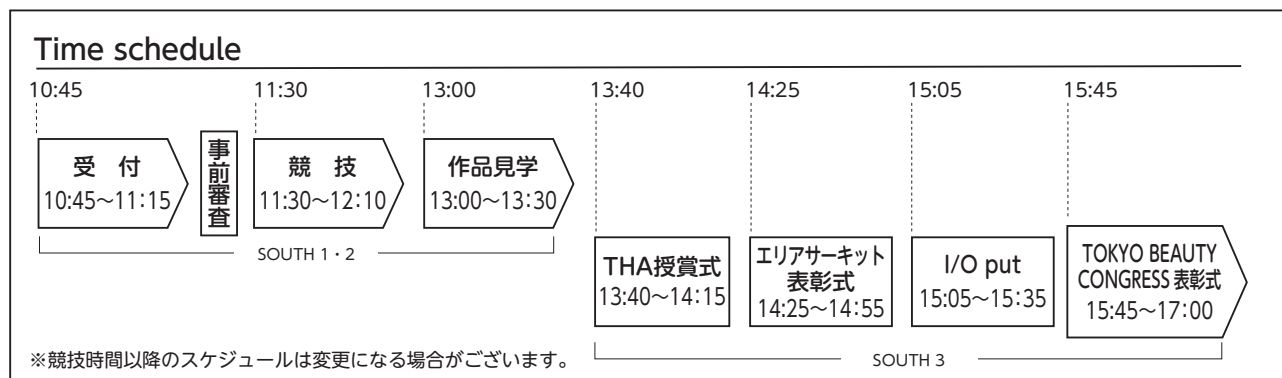 Time schedule
10:45
11:30
13:00
13:40
14:25
15:05
15:45
受　付
10:45〜11:15
事前審査
競　技
11:30〜12:10
作品見学
13:00〜13:30
SOUTH 1・2
THA授賞式
13:40〜14:15
エリアサーキット
表彰式
14:25〜14:55
I/O put
15:05〜15:35
TOKYO BEAUTY
CONGRESS 表彰式
15:45〜17:00
SOUTH 3
※競技時間以降のスケジュールは変更になる場合がございます。